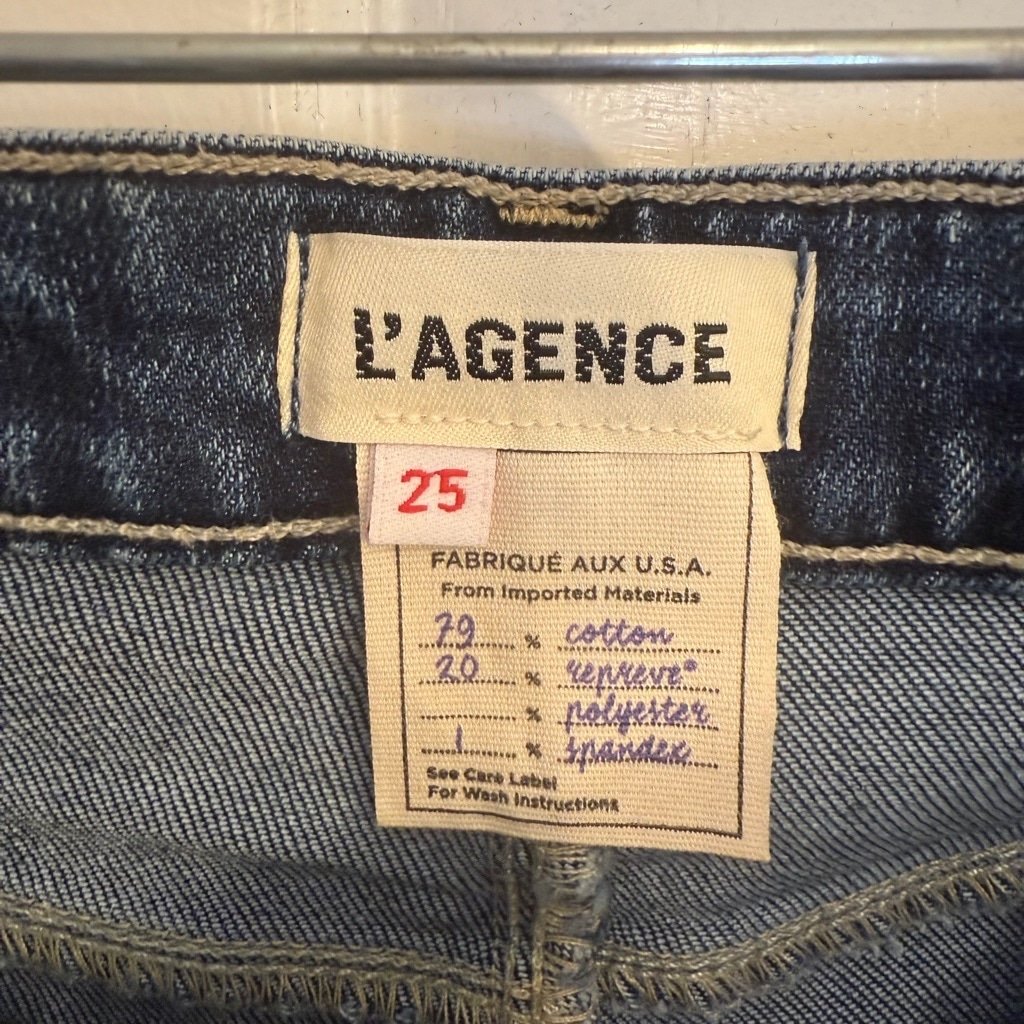 L'AGENCE
25
FABRIQUÉ AUX U.S.A.
From Imported Materials
79 % cotton
20 % repreve®
% polyester
1 % spandex
See Care Label
For Wash Instructions